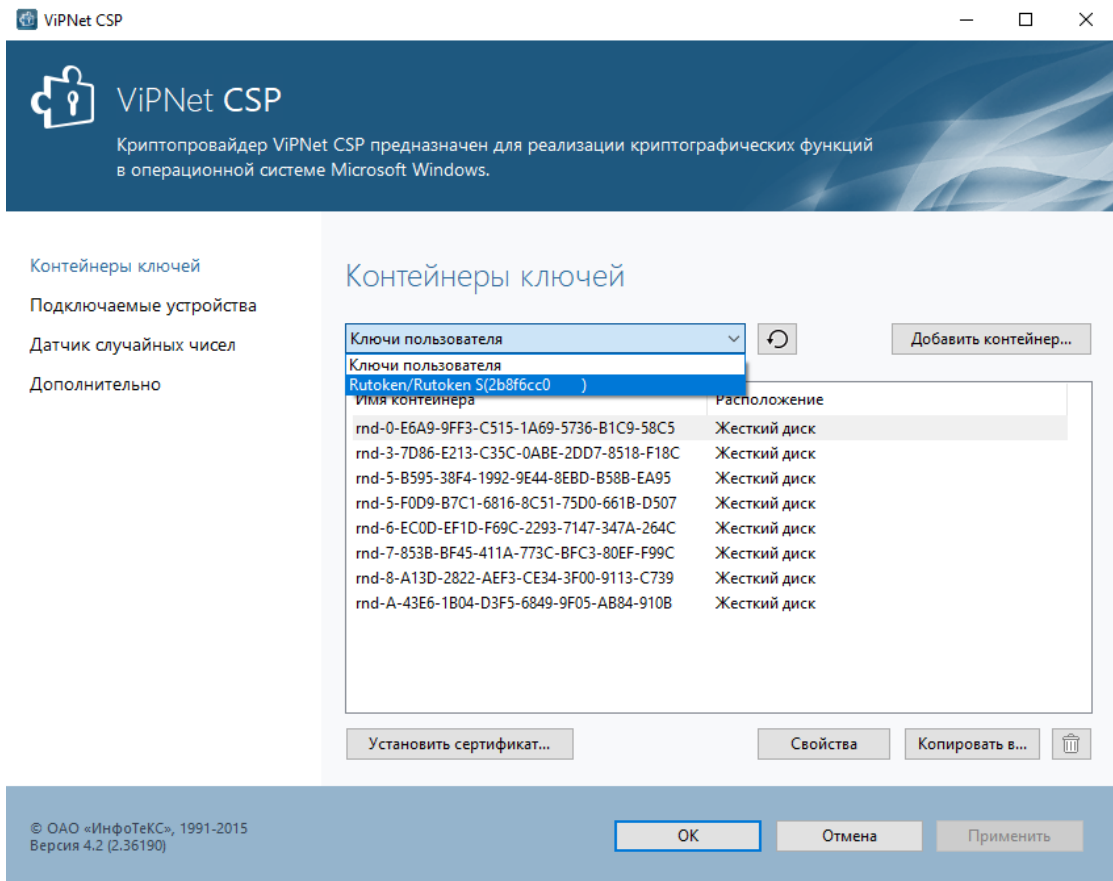 ViPNet CSP
ViPNet CSP
Криптопровайдер ViPNet CSP предназначен для реализации криптографических функций
в операционной системе Microsoft Windows.
Контейнеры ключей
Подключаемые устройства
Датчик случайных чисел
Дополнительно
Контейнеры ключей
Ключи пользователя
Добавить контейнер...
Ключи пользователя
Rutoken/Rutoken S(2b8f6cc0 )
Имя контейнера Расположение
rnd-0-E6A9-9FF3-C515-1A69-5736-B1C9-58C5 Жесткий диск
rnd-3-7D86-E213-C35C-0ABE-2DD7-8518-F18C Жесткий диск
rnd-5-B595-38F4-1992-9E44-8EBD-B58B-EA95 Жесткий диск
rnd-5-F0D9-B7C1-6816-8C51-75D0-661B-D507 Жесткий диск
rnd-6-EC0D-EF1D-F69C-2293-7147-347A-264C Жесткий диск
rnd-7-853B-BF45-411A-773C-BFC3-80EF-F99C Жесткий диск
rnd-8-A13D-2822-AEF3-CE34-3F00-9113-C739 Жесткий диск
rnd-A-43E6-1B04-D3F5-6849-9F05-AB84-910B Жесткий диск
Установить сертификат...
Свойства
Копировать в...
© ОАО «ИнфоТеКС», 1991-2015
Версия 4.2 (2.36190)
OK
Отмена
Применить